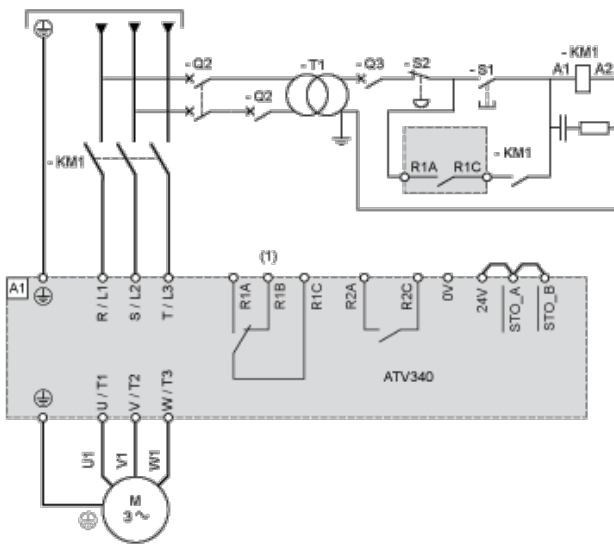 - Q2
- T1
- Q3
- S2
- S1
- KM1
A1
A2
- Q2
- KM1
R1A
R1C
- KM1
(1)
A1
R / L1
S / L2
T / L3
R1A
R1B
R1C
R2A
R2C
0V
24V
STO_A
STO_B
ATV340
U / T1
V / T2
W / T3
U1
V1
W1
M
3 ~